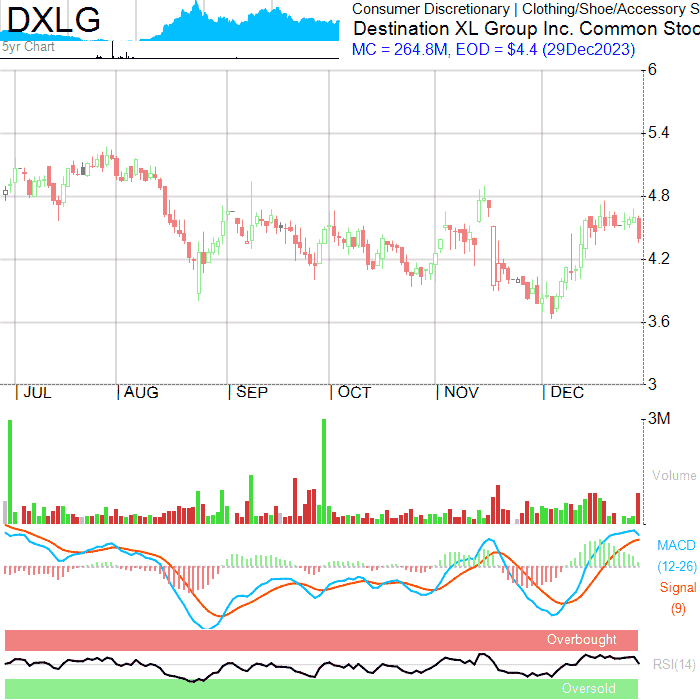 DXLG
5yr Chart
Consumer Discretionary | Clothing/Shoe/Accessory S
Destination XL Group Inc. Common Stoc
MC = 264.8M, EOD = $4.4 (29Dec2023)
6
5.4
4.8
4.2
3.6
3
| JUL | AUG | SEP | OCT | NOV | DEC
3M
Volume
MACD
(12-26)
Signal
(9)
Overbought
RSI(14)
Oversold